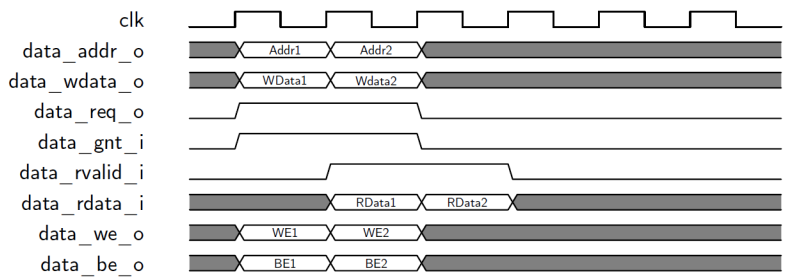 clk
data_addr_o Addr1 Addr2
data_wdata_o WData1 Wdata2
data_req_o
data_gnt_i
data_rvalid_i
data_rdata_i RData1 RData2
data_we_o WE1 WE2
data_be_o BE1 BE2